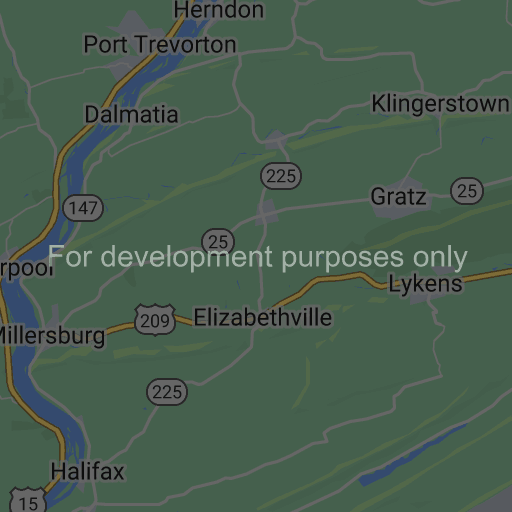 Herndon
Port Trevorton
Klingerstown
Dalmatia
225
Gratz
25
147
25
For development purposes only
rpool
Lykens
209
Elizabethville
Millersburg
225
Halifax
15